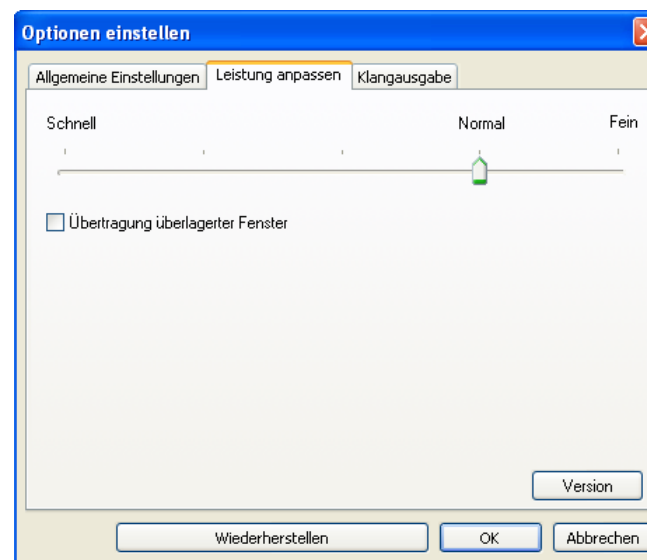 Optionen einstellen
Allgemeine Einstellungen Leistung anpassen Klangausgabe
Schnell Normal Fein
Übertragung überlagerter Fenster
Version
Wiederherstellen OK Abbrechen